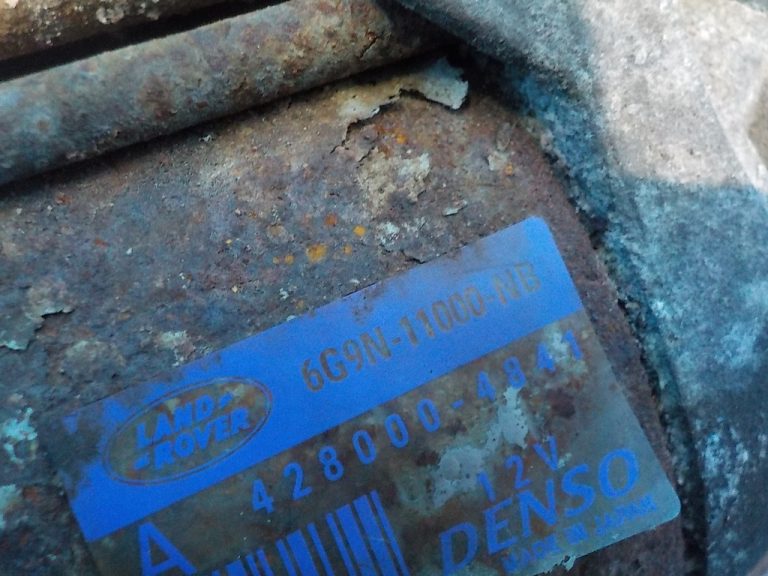 6G9N-11000-NB
LAND-
-ROVER
428000-4841
12V
A
DENSO
MADE IN JAPAN